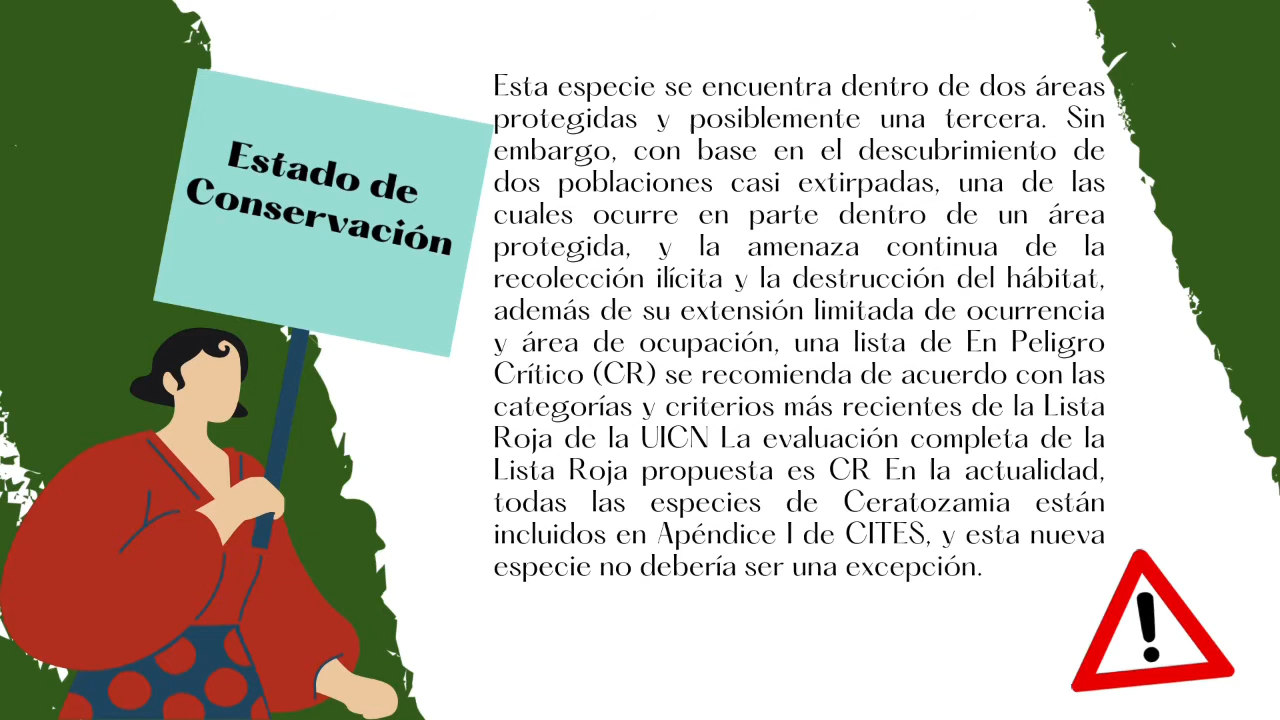 Estado de
Conservación
Esta especie se encuentra dentro de dos áreas
protegidas y posiblemente una tercera. Sin
embargo, con base en el descubrimiento de
dos poblaciones casi extirpadas, una de las
cuales ocurre en parte dentro de un área
protegida, y la amenaza continua de la
recolección ilícita y la destrucción del hábitat,
además de su extensión limitada de ocurrencia
y área de ocupación, una lista de En Peligro
Crítico (CR) se recomienda de acuerdo con las
categorías y criterios más recientes de la Lista
Roja de la UICN La evaluación completa de la
Lista Roja propuesta es CR En la actualidad,
todas las especies de Ceratozamia están
incluidos en Apéndice I de CITES, y esta nueva
especie no debería ser una excepción.